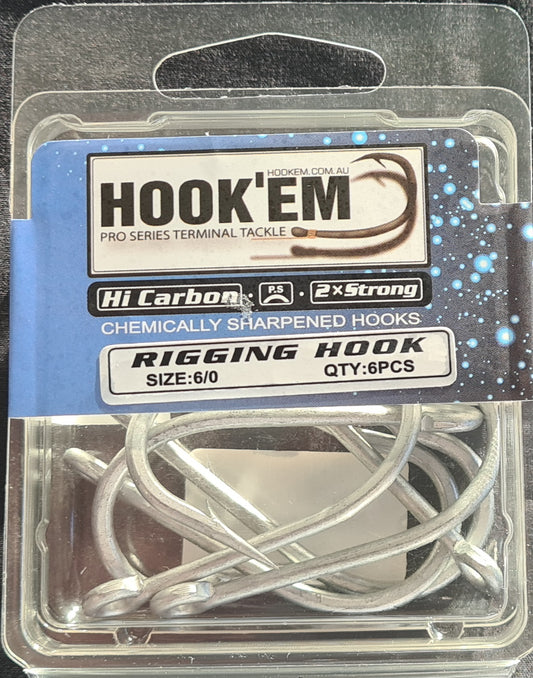 HOOKEM.COM.AU
HOOK'EM
PRO SERIES TERMINAL TACKLE
Hi Carbon · P.S · 2×Strong
CHEMICALLY SHARPENED HOOKS
RIGGING HOOK
SIZE:6/0 QTY:6PCS